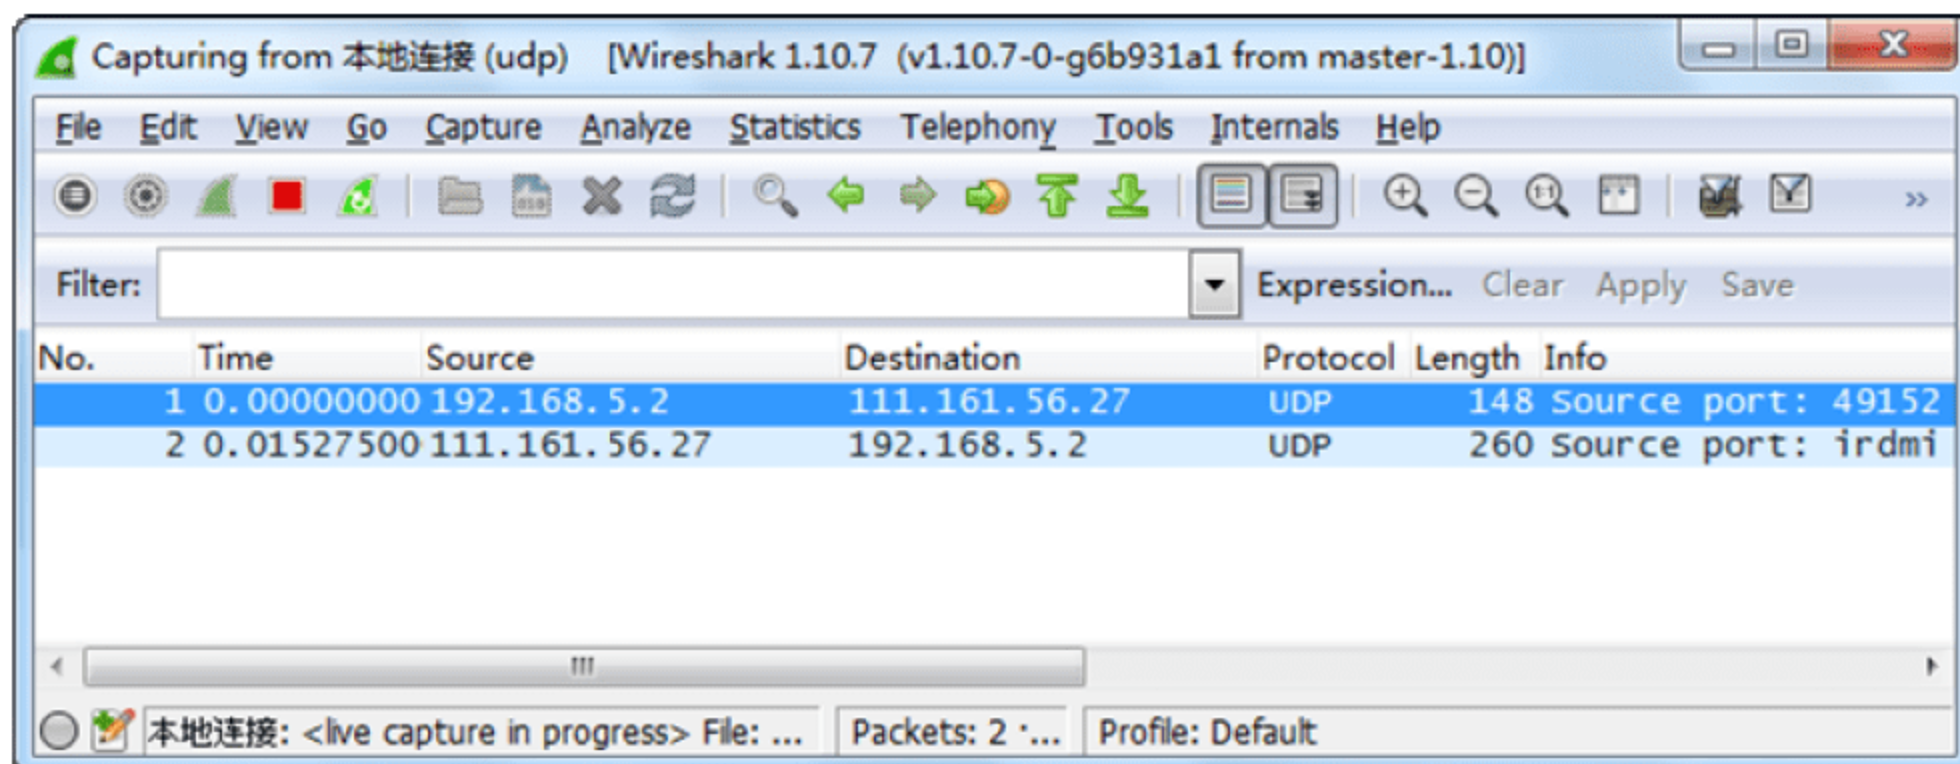 Capturing from 本地连接 (udp) [Wireshark 1.10.7 (v1.10.7-0-g6b931a1 from master-1.10)]
File Edit View Go Capture Analyze Statistics Telephony Tools Internals Help
Filter: Expression... Clear Apply Save
No. Time Source Destination Protocol Length Info
1 0.00000000 192.168.5.2 111.161.56.27 UDP 148 Source port: 49152
2 0.01527500 111.161.56.27 192.168.5.2 UDP 260 Source port: irdmi
本地连接: <live capture in progress> File: ... Packets: 2 ·... Profile: Default